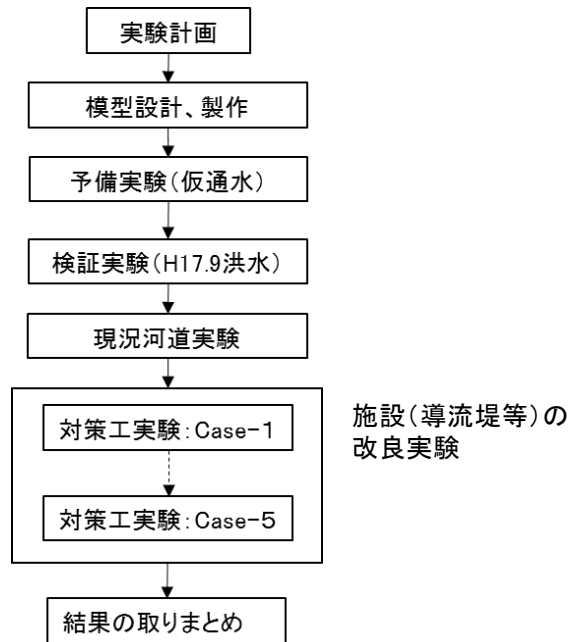 実験計画
模型設計、製作
予備実験(仮通水)
検証実験(H17.9洪水)
現況河道実験
対策工実験:Case-1
対策工実験:Case-5
施設(導流堤等)の
改良実験
結果の取りまとめ